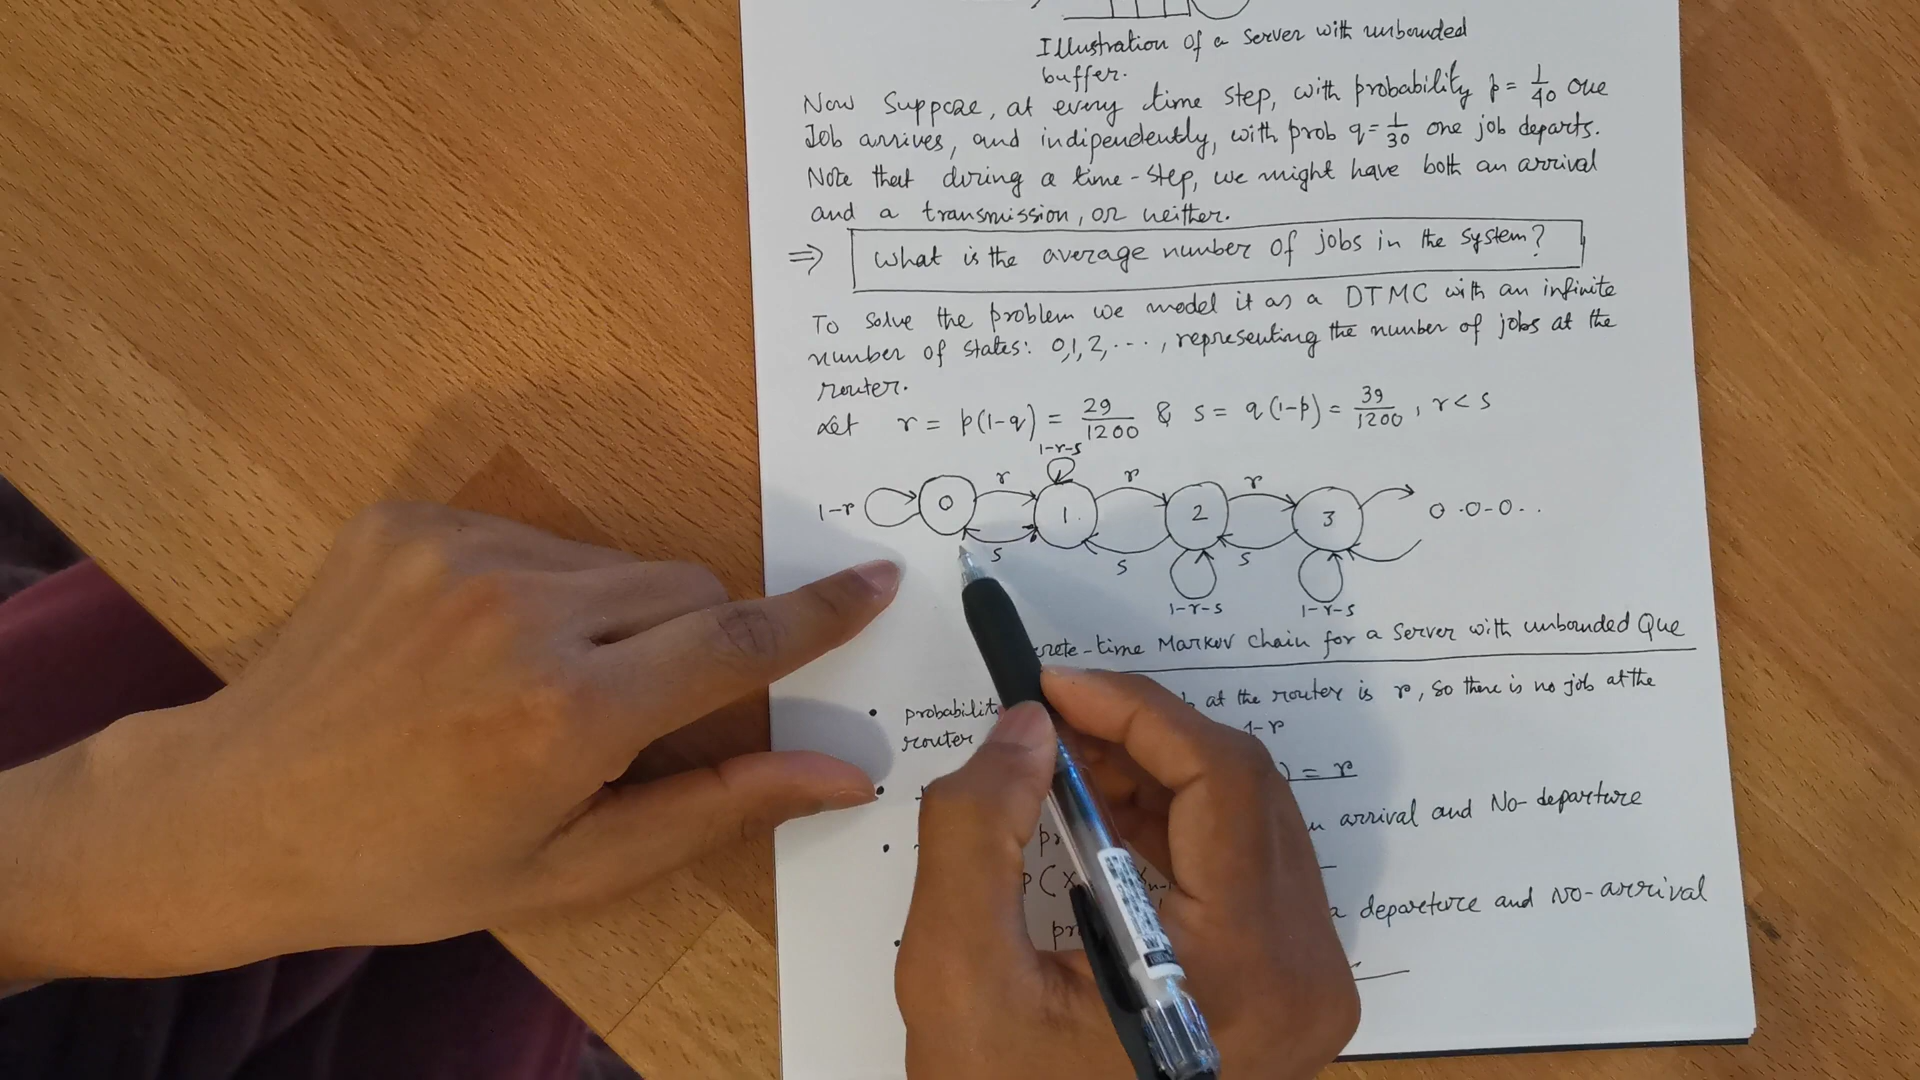 Illustration of a server with unbounded
buffer.
Now Suppose, at every time step, with probability p = 1/40 one
Job arrives, and indipendently, with prob q = 1/30 one job departs.
Note that during a time-step, we might have both an arrival
and a transmission, or neither.
⇒ What is the average number of jobs in the system?
To solve the problem we model it as a DTMC with an infinite
number of states: 0,1,2,..., representing the number of jobs at the
router.
Let r = p(1-q) = 29/1200 & s = q(1-p) = 39/1200, r < s
1-r-s
r r r
1-r 0 1 2 3 0·0-0..
s s s
1-r-s 1-r-s
crete-time Markov Chain for a server with unbounded Que
• probability at the router is r, so there is no job at the
router 1-r
) = r
• arrival and No-departure
• pr
P(X X n-1
a departure and No-arrival
• pr